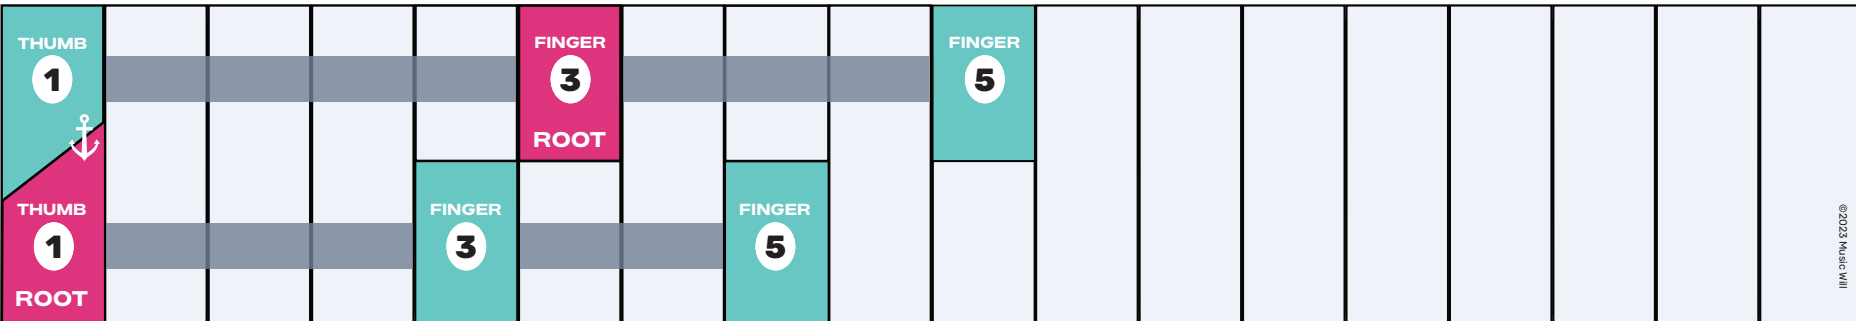 THUMB
1
FINGER
3
ROOT
FINGER
5
THUMB
1
ROOT
FINGER
3
FINGER
5
©2023 Music Will